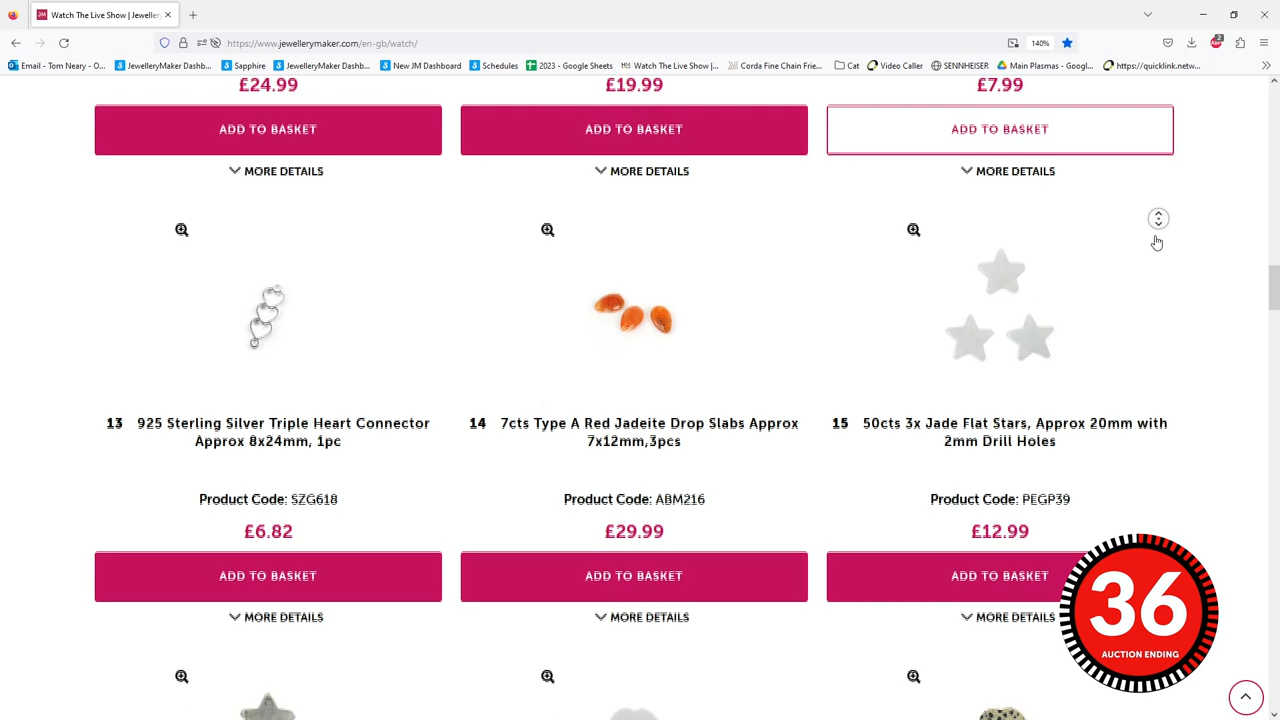 Watch The Live Show | Jeweller
https://www.jewellerymaker.com/en-gb/watch/
140%
2
Email - Tom Neary - O...
JewelleryMaker Dashb...
Sapphire
JewelleryMaker Dashb...
New JM Dashboard
Schedules
2023 - Google Sheets
Watch The Live Show |...
Corda Fine Chain Frie...
Cat
Video Caller
SENNHEISER
Main Plasmas - Googl...
https://quicklink.netw...
£24.99
£19.99
£7.99
ADD TO BASKET
ADD TO BASKET
ADD TO BASKET
MORE DETAILS
MORE DETAILS
MORE DETAILS
13 925 Sterling Silver Triple Heart Connector
Approx 8x24mm, 1pc
Product Code: SZG618
£6.82
ADD TO BASKET
MORE DETAILS
14 7cts Type A Red Jadeite Drop Slabs Approx
7x12mm,3pcs
Product Code: ABM216
£29.99
ADD TO BASKET
MORE DETAILS
15 50cts 3x Jade Flat Stars, Approx 20mm with
2mm Drill Holes
Product Code: PEGP39
£12.99
ADD TO BASKET
MORE DETAILS
36
AUCTION ENDING